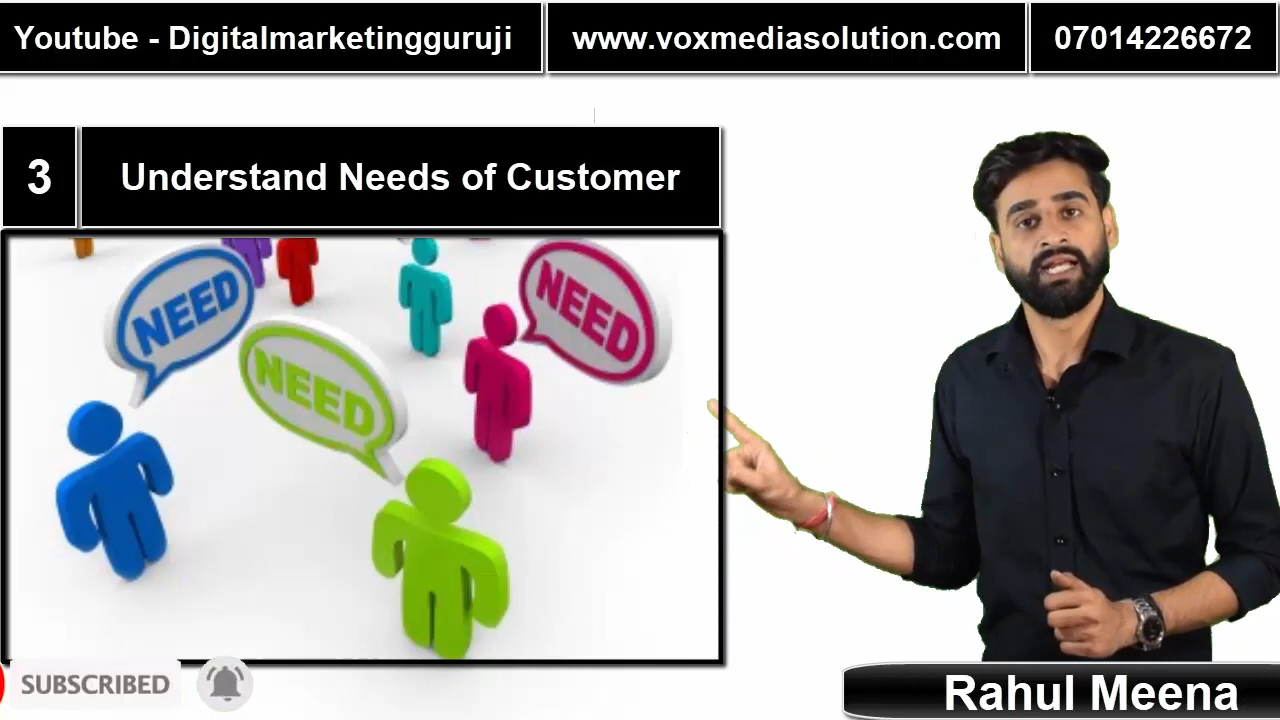 Youtube - Digitalmarketingguruji
www.voxmediasolution.com
07014226672
3
Understand Needs of Customer
NEED
NEED
NEED
SUBSCRIBED
Rahul Meena